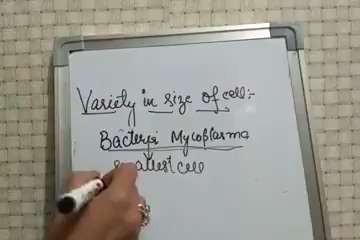 Variety in size of cell:-
Bacteria Mycoplasma
smallest cell